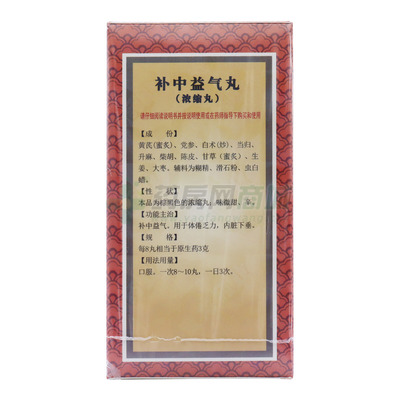 补中益气丸
（浓缩丸）
请仔细阅读说明书并按说明使用或在药师指导下购买和使用
【成　份】
黄芪（蜜炙）、党参、白术（炒）、当归、
升麻、柴胡、陈皮、甘草（蜜炙）、生
姜、大枣。辅料为糊精、滑石粉、虫白
蜡。
【性　状】
本品为棕黑色的浓缩丸；味微甜、辛。
【功能主治】
补中益气。用于体倦乏力，内脏下垂。
【规　格】
每8丸相当于原生药3克
【用法用量】
口服。一次8～10丸，一日3次。
药房网商城